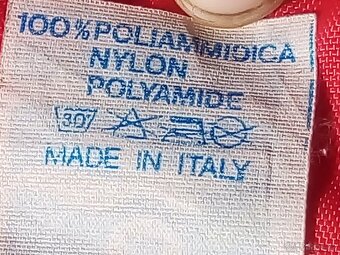 100% POLIAMMIDICA
NYLON
POLYAMIDE
30
MADE IN ITALY